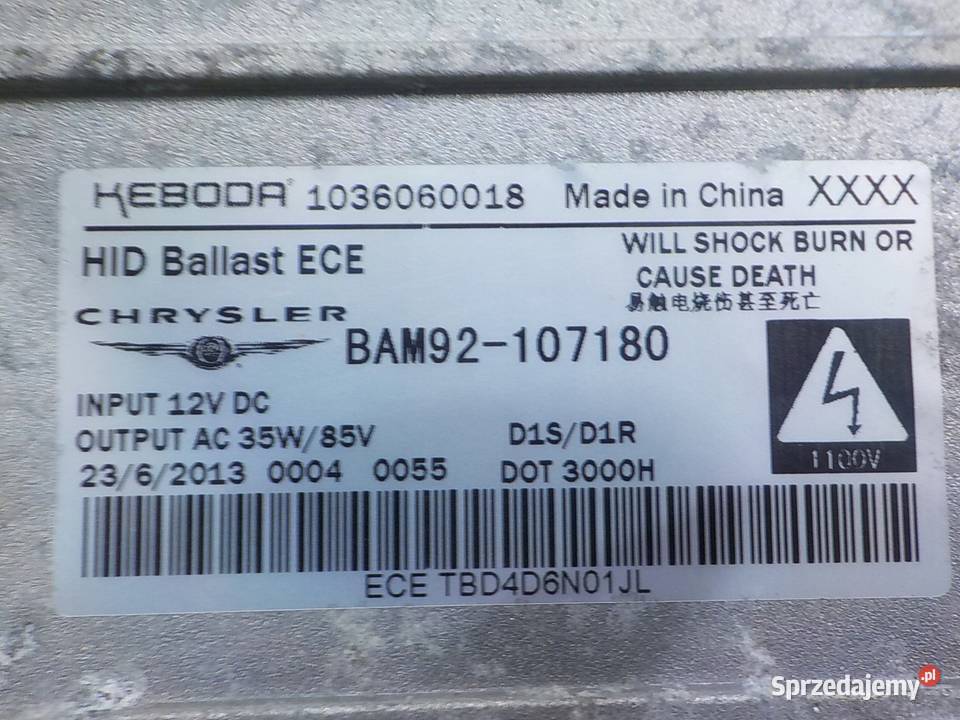 KEBODA® 1036060018 Made in China XXXX
HID Ballast ECE
WILL SHOCK BURN OR
CAUSE DEATH
易触电烧伤甚至死亡
CHRYSLER
BAM92-107180
INPUT 12V DC
OUTPUT AC 35W/85V D1S/D1R
23/6/2013 0004 0055 DOT 3000H
1100V
ECE TBD4D6N01JL
Sprzedajemy.pl